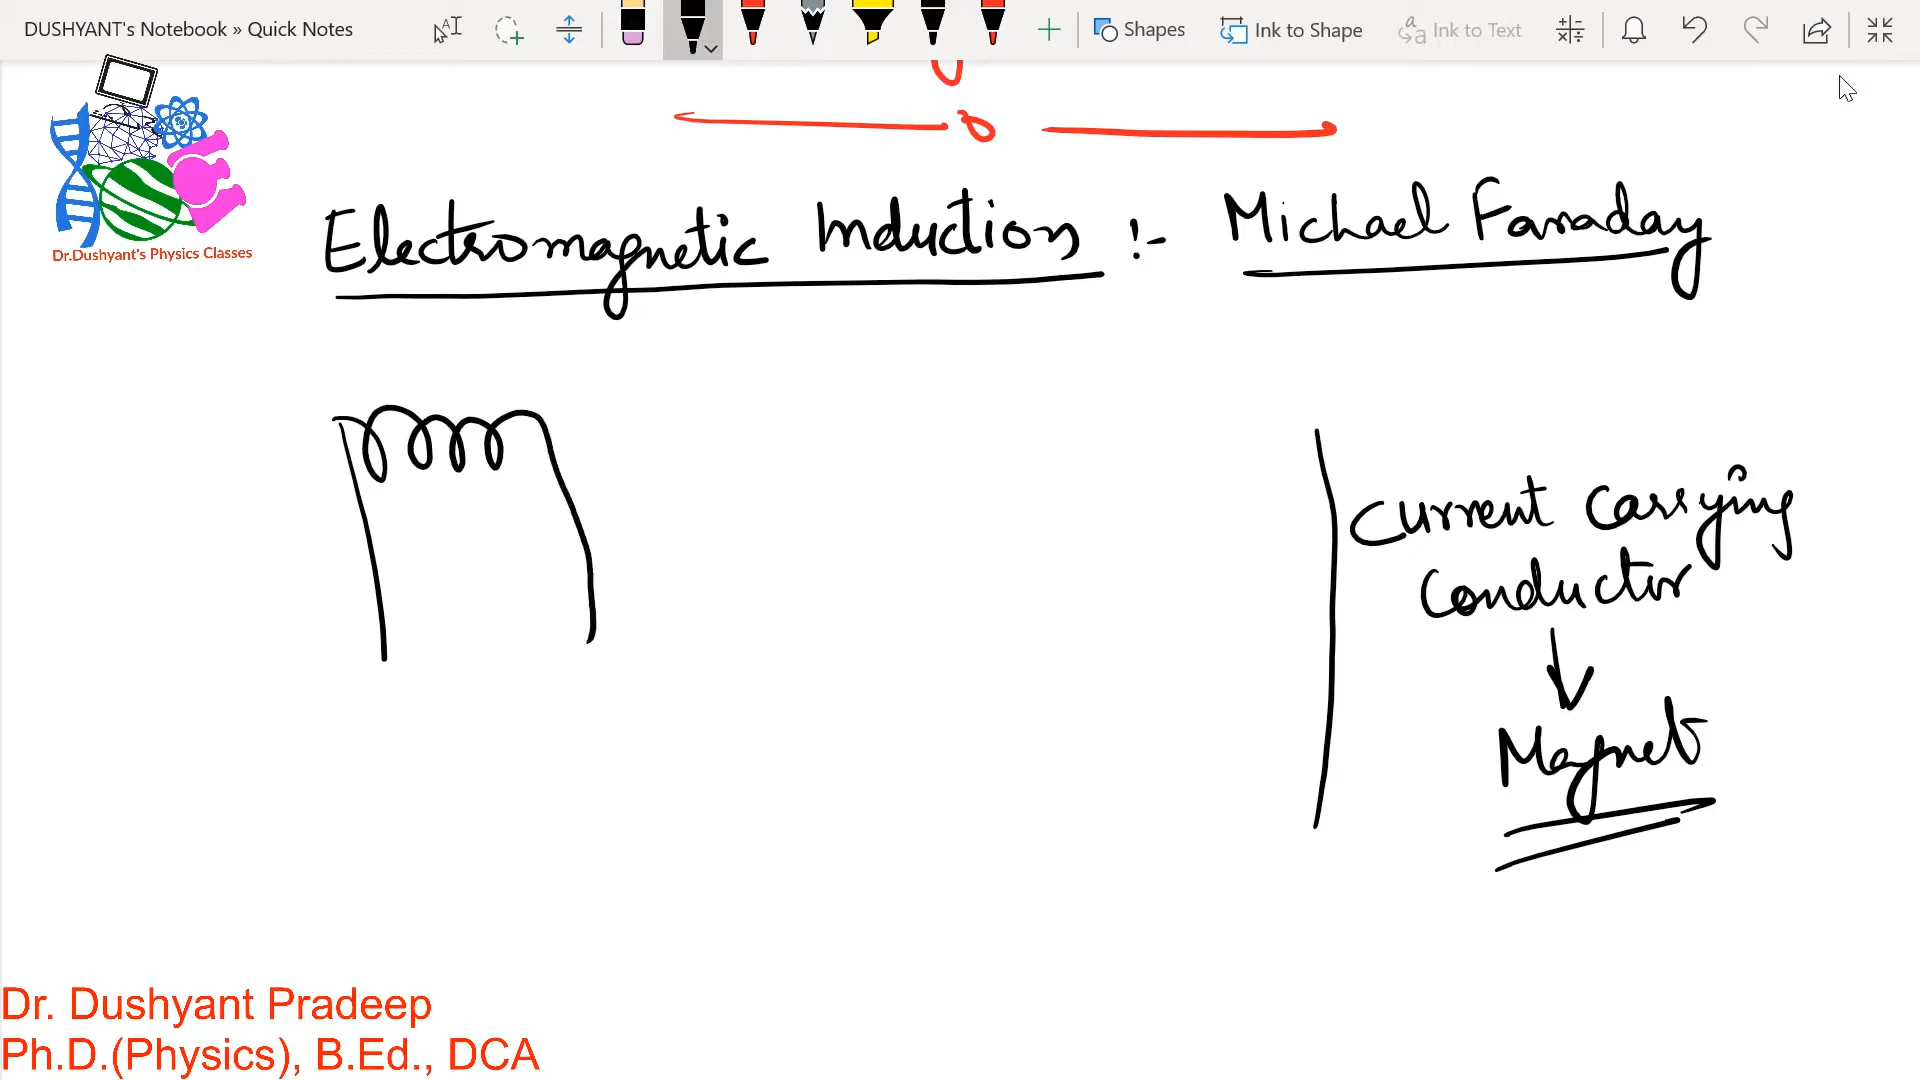 DUSHYANT's Notebook » Quick Notes
Shapes
Ink to Shape
Ink to Text
Dr.Dushyant's Physics Classes
Electromagnetic Induction :- Michael Faraday
Current Carrying
Conductor
Magnet
Dr. Dushyant Pradeep
Ph.D.(Physics), B.Ed., DCA